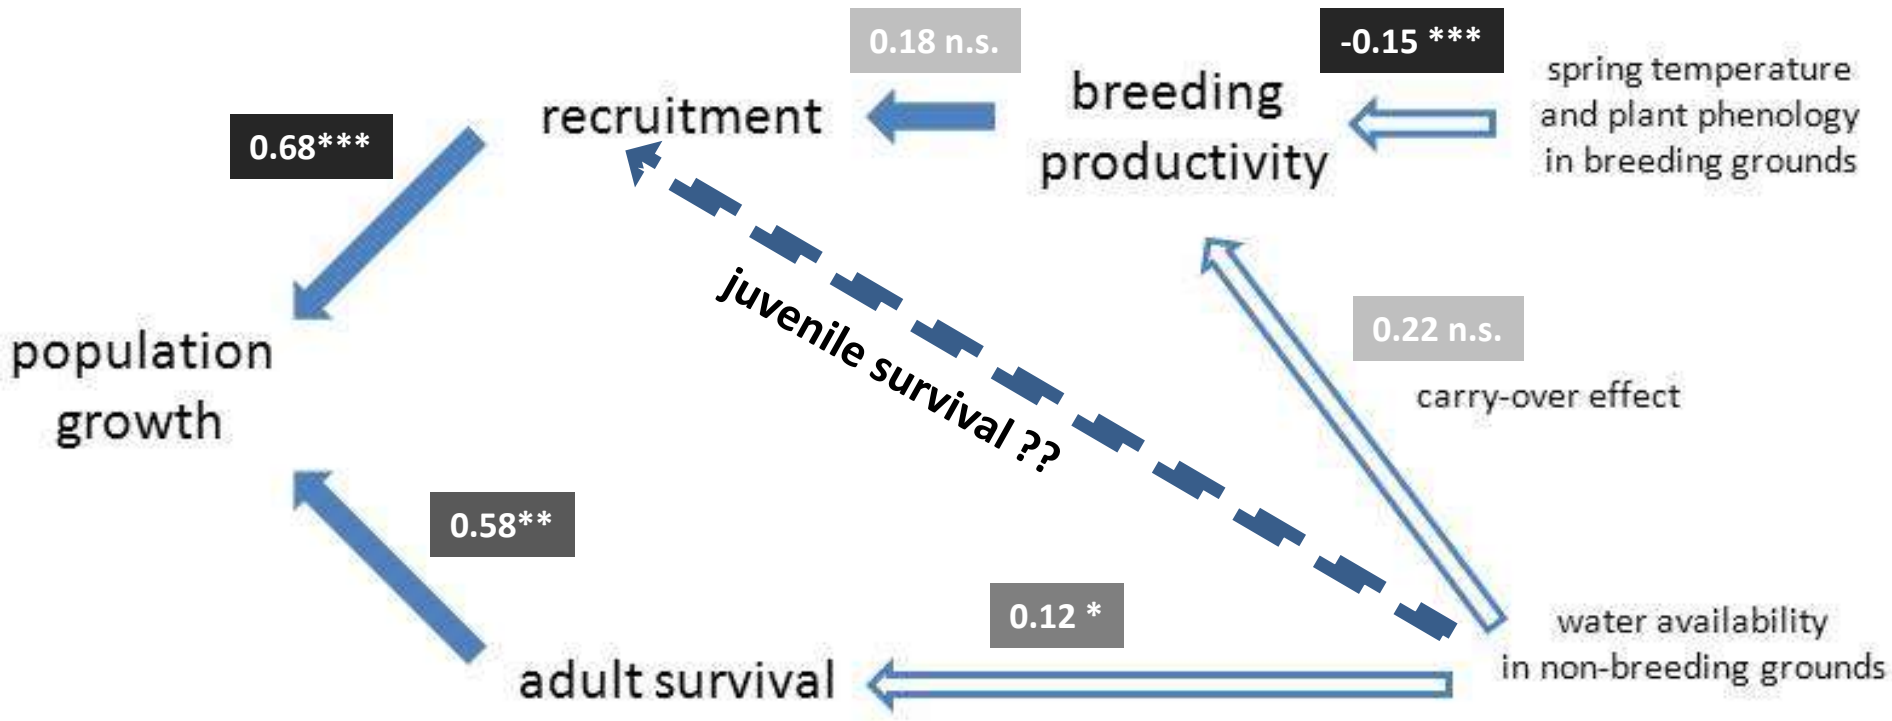 0.18 n.s.
-0.15 ***
spring temperature
and plant phenology
in breeding grounds
breeding
productivity
recruitment
0.68***
juvenile survival ??
0.22 n.s.
carry-over effect
population
growth
0.58**
0.12 *
water availability
in non-breeding grounds
adult survival